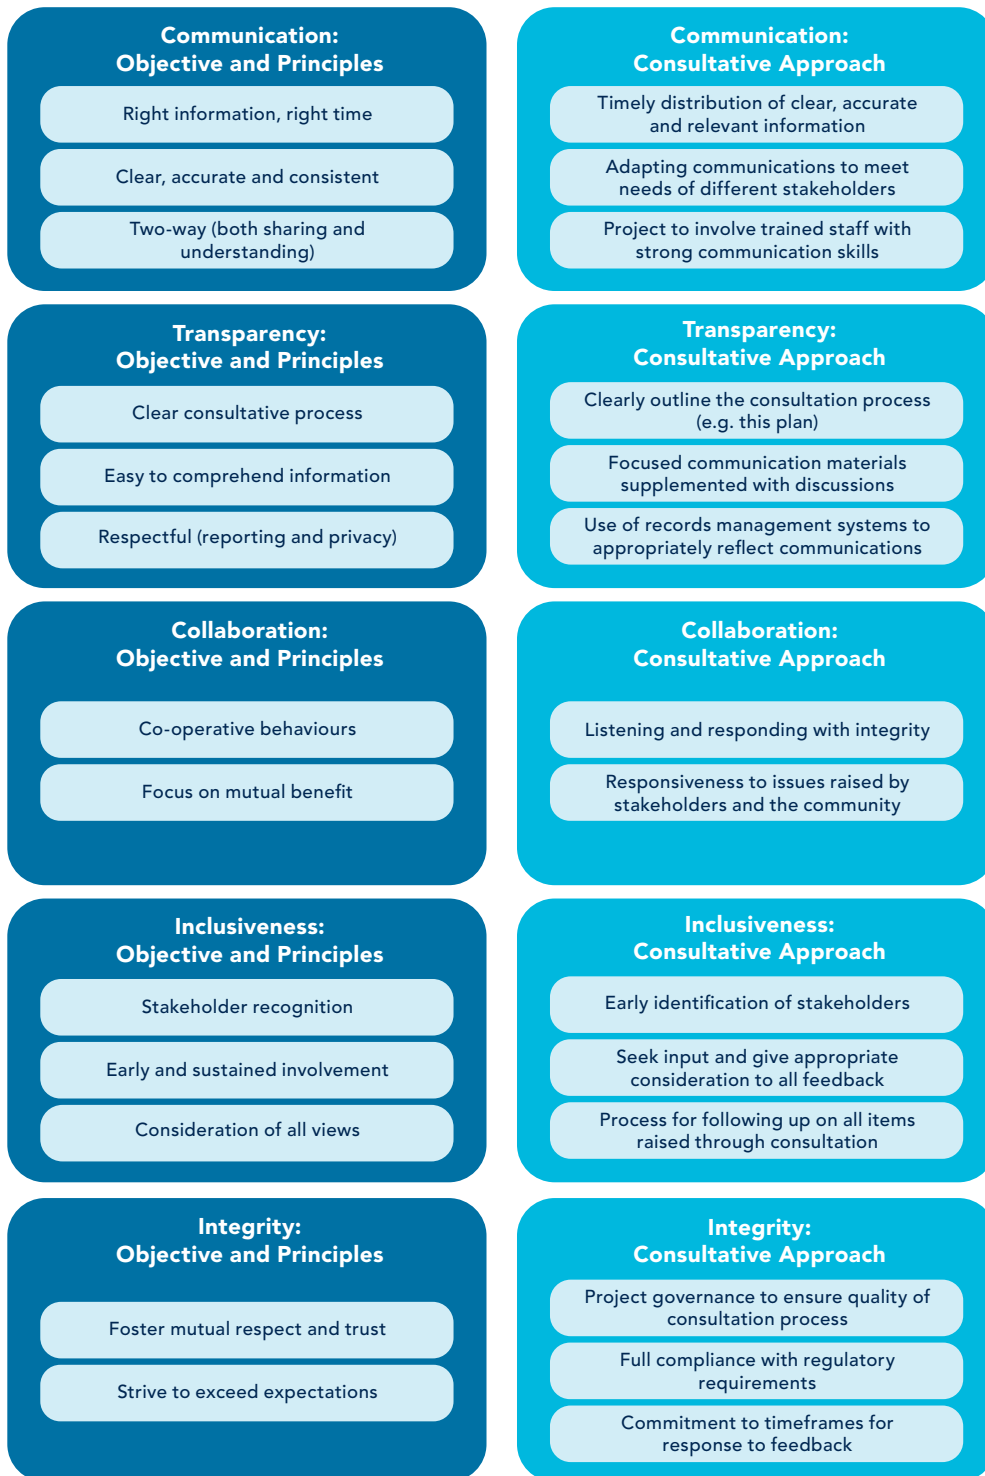 Communication:
Objective and Principles
Right information, right time
Clear, accurate and consistent
Two-way (both sharing and
understanding)
Communication:
Consultative Approach
Timely distribution of clear, accurate
and relevant information
Adapting communications to meet
needs of different stakeholders
Project to involve trained staff with
strong communication skills
Transparency:
Objective and Principles
Clear consultative process
Easy to comprehend information
Respectful (reporting and privacy)
Transparency:
Consultative Approach
Clearly outline the consultation process
(e.g. this plan)
Focused communication materials
supplemented with discussions
Use of records management systems to
appropriately reflect communications
Collaboration:
Objective and Principles
Co-operative behaviours
Focus on mutual benefit
Collaboration:
Consultative Approach
Listening and responding with integrity
Responsiveness to issues raised by
stakeholders and the community
Inclusiveness:
Objective and Principles
Stakeholder recognition
Early and sustained involvement
Consideration of all views
Inclusiveness:
Consultative Approach
Early identification of stakeholders
Seek input and give appropriate
consideration to all feedback
Process for following up on all items
raised through consultation
Integrity:
Objective and Principles
Foster mutual respect and trust
Strive to exceed expectations
Integrity:
Consultative Approach
Project governance to ensure quality of
consultation process
Full compliance with regulatory
requirements
Commitment to timeframes for
response to feedback